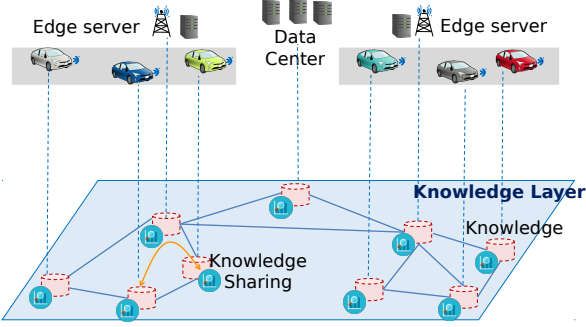 Edge server
Data
Center
Edge server
Knowledge Layer
Knowledge
Knowledge
Sharing